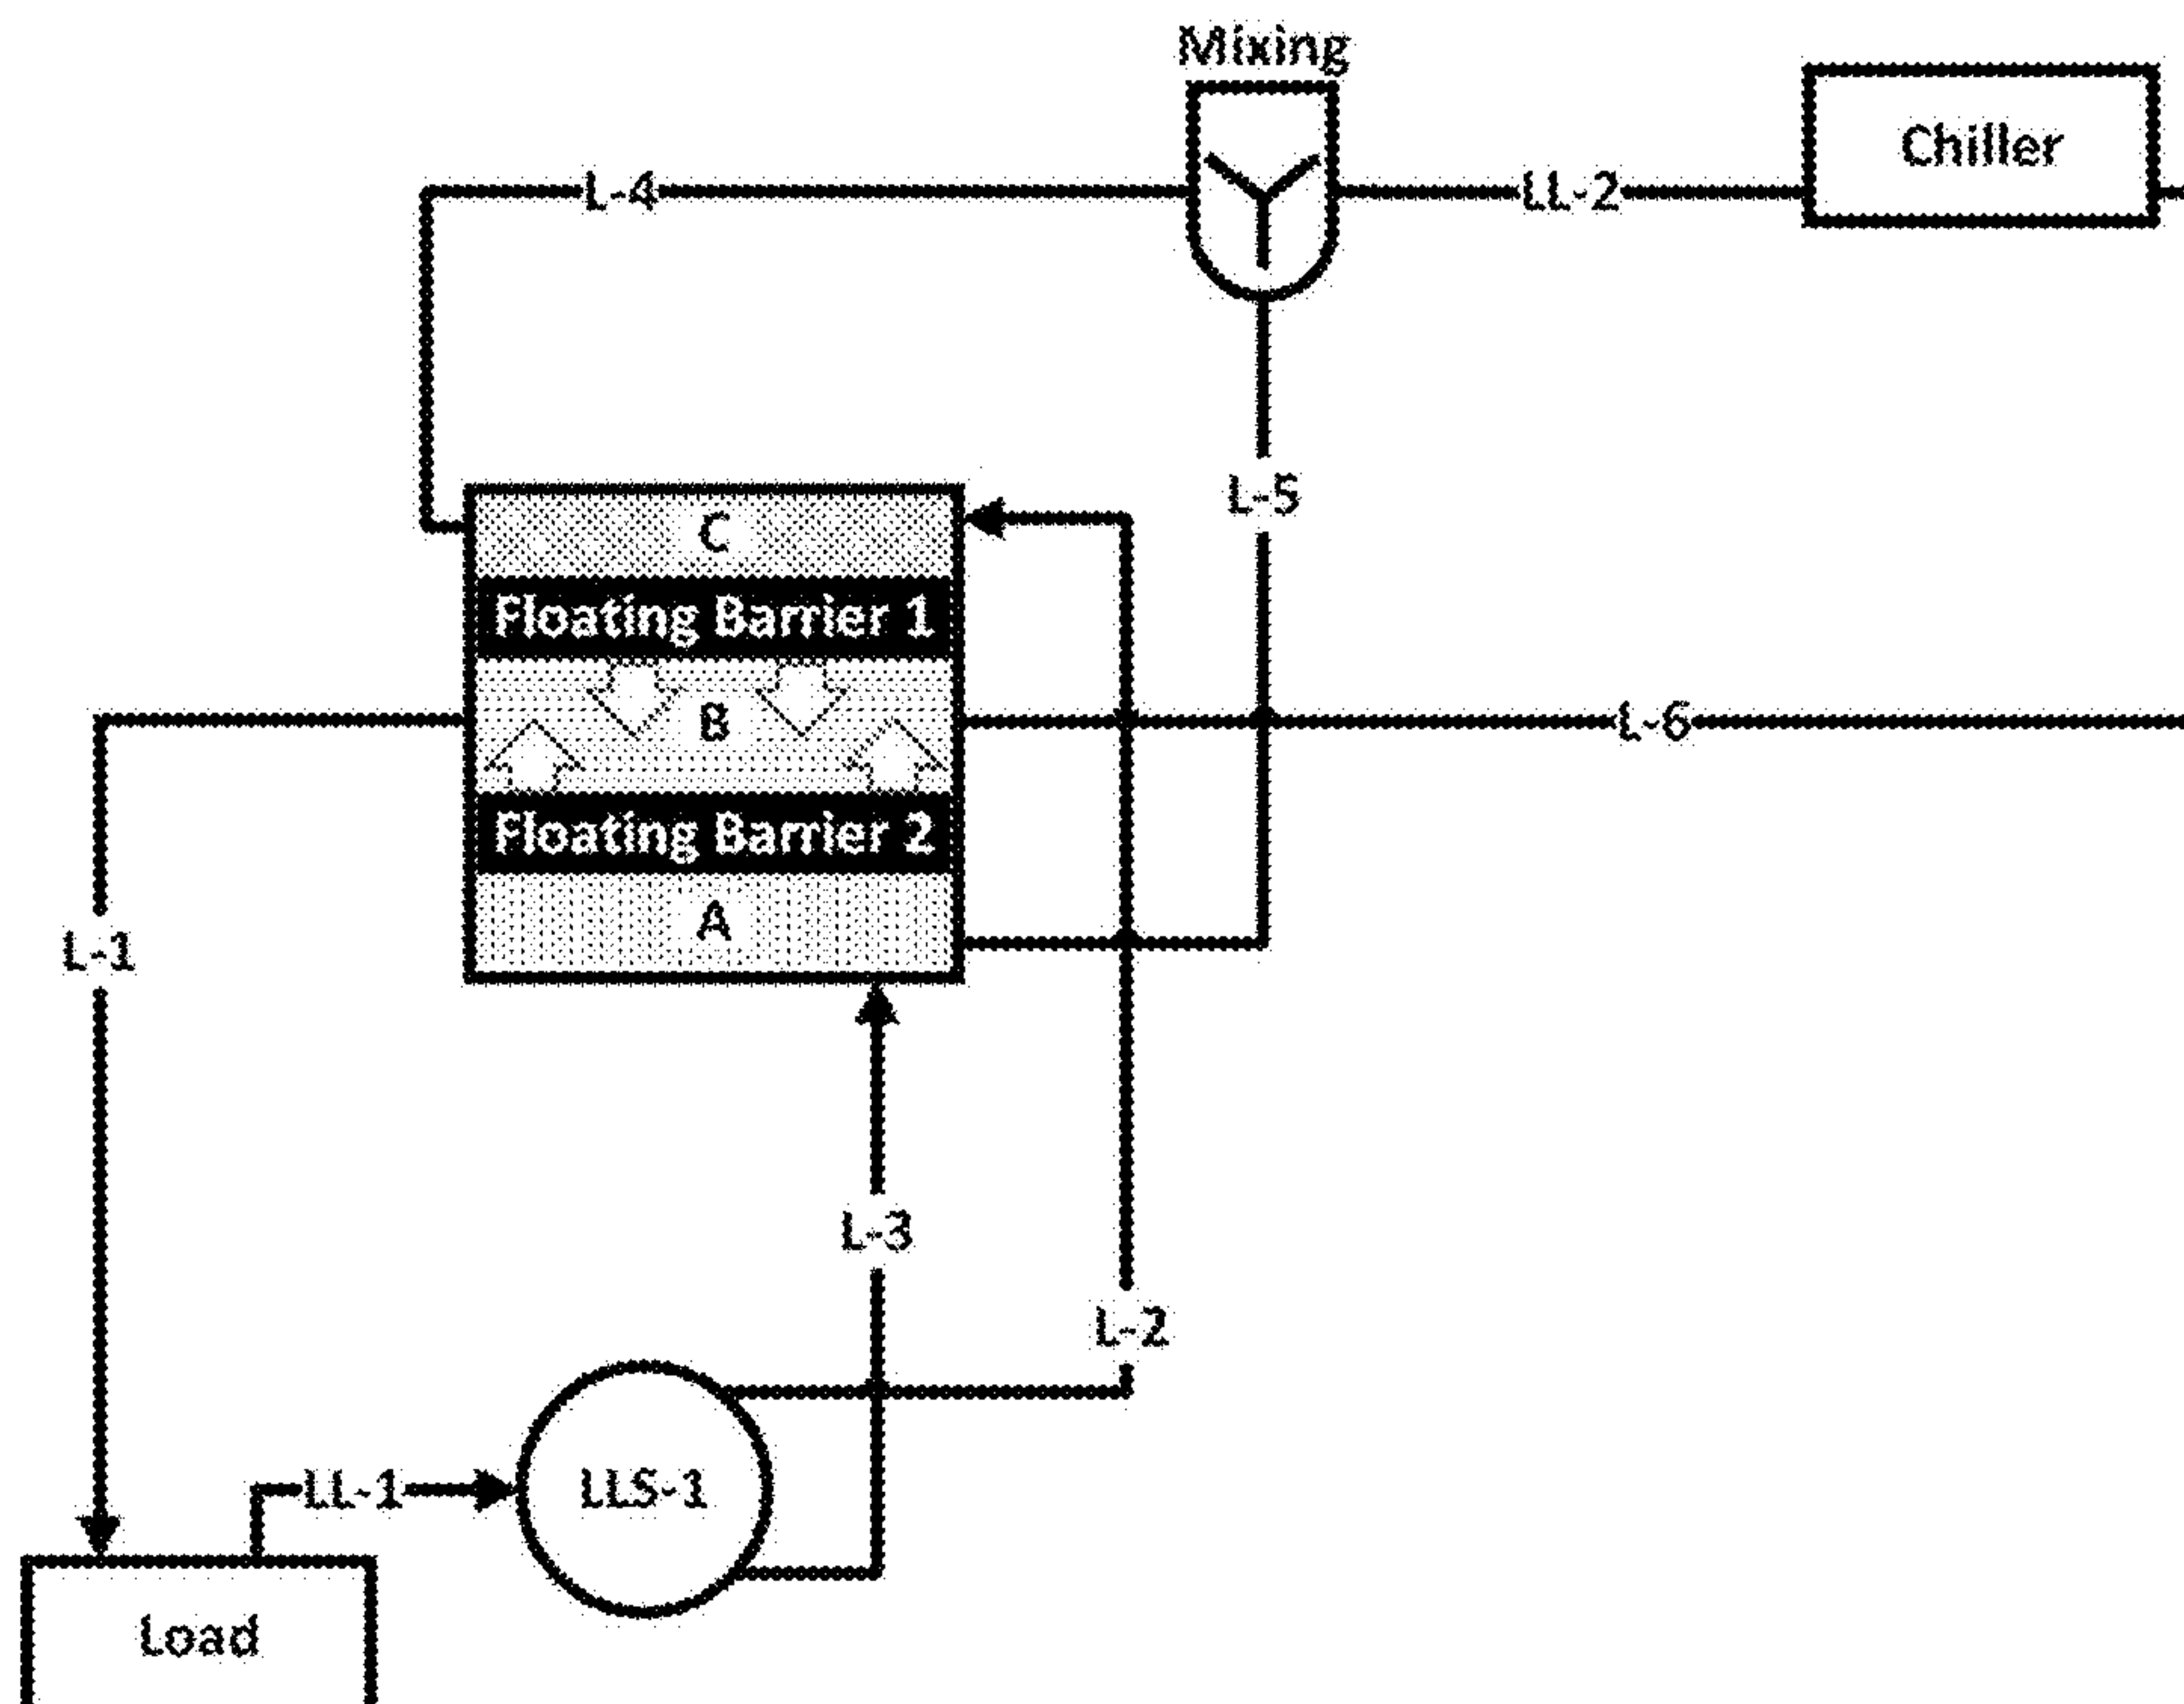 Mixing
Chiller
L-4
LL-2
L-5
C
Floating Barrier 1
B
L-6
Floating Barrier 2
A
L-1
L-3
L-2
LL-1
LLS-1
Load